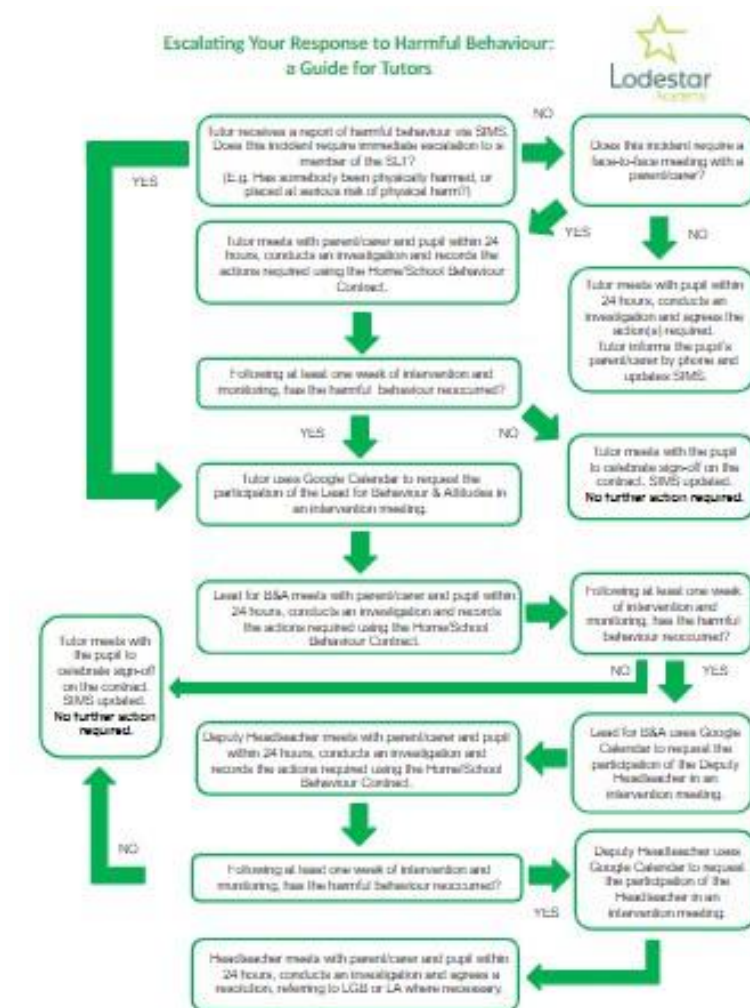 Escalating Your Response to Harmful Behaviour:
a Guide for Tutors
Lodestar
Academy
NO
Tutor receives a report of harmful behaviour via SIMS.
Does this incident require immediate escalation to a
member of the SLT?
(E.g. Has somebody been physically harmed, or
placed at serious risk of physical harm?)
Does this incident require a
face-to-face meeting with a
parent/carer?
YES
YES
NO
Tutor meets with parent/carer and pupil within 24
hours, conducts an investigation and records the
actions required using the Home/School Behaviour
Contract.
Tutor meets with pupil within
24 hours, conducts an
investigation and agrees the
action(s) required.
Tutor informs the pupil's
parent/carer by phone and
updates SIMS.
Following at least one week of intervention and
monitoring, has the harmful behaviour reoccurred?
YES
NO
Tutor meets with the pupil
to celebrate sign-off on the
contract. SIMS updated.
No further action required.
Tutor uses Google Calendar to request the
participation of the Lead for Behaviour & Attitudes in
an intervention meeting.
Lead for B&A meets with parent/carer and pupil within
24 hours, conducts an investigation and records
the actions required using the Home/School
Behaviour Contract.
Following at least one week
of intervention and
monitoring, has the harmful
behaviour reoccurred?
Tutor meets with
the pupil to
celebrate sign-off
on the contract.
SIMS updated.
No further action
required.
NO
YES
Deputy Headteacher meets with parent/carer and pupil
within 24 hours, conducts an investigation and
records the actions required using the Home/School
Behaviour Contract.
Lead for B&A uses Google
Calendar to request the
participation of the Deputy
Headteacher in an
intervention meeting.
NO
Following at least one week of intervention and
monitoring, has the harmful behaviour reoccurred?
YES
Deputy Headteacher uses
Google Calendar to request
the participation of the
Headteacher in an
intervention meeting.
Headteacher meets with parent/carer and pupil within
24 hours, conducts an investigation and agrees a
resolution, referring to LGB or LA where necessary.